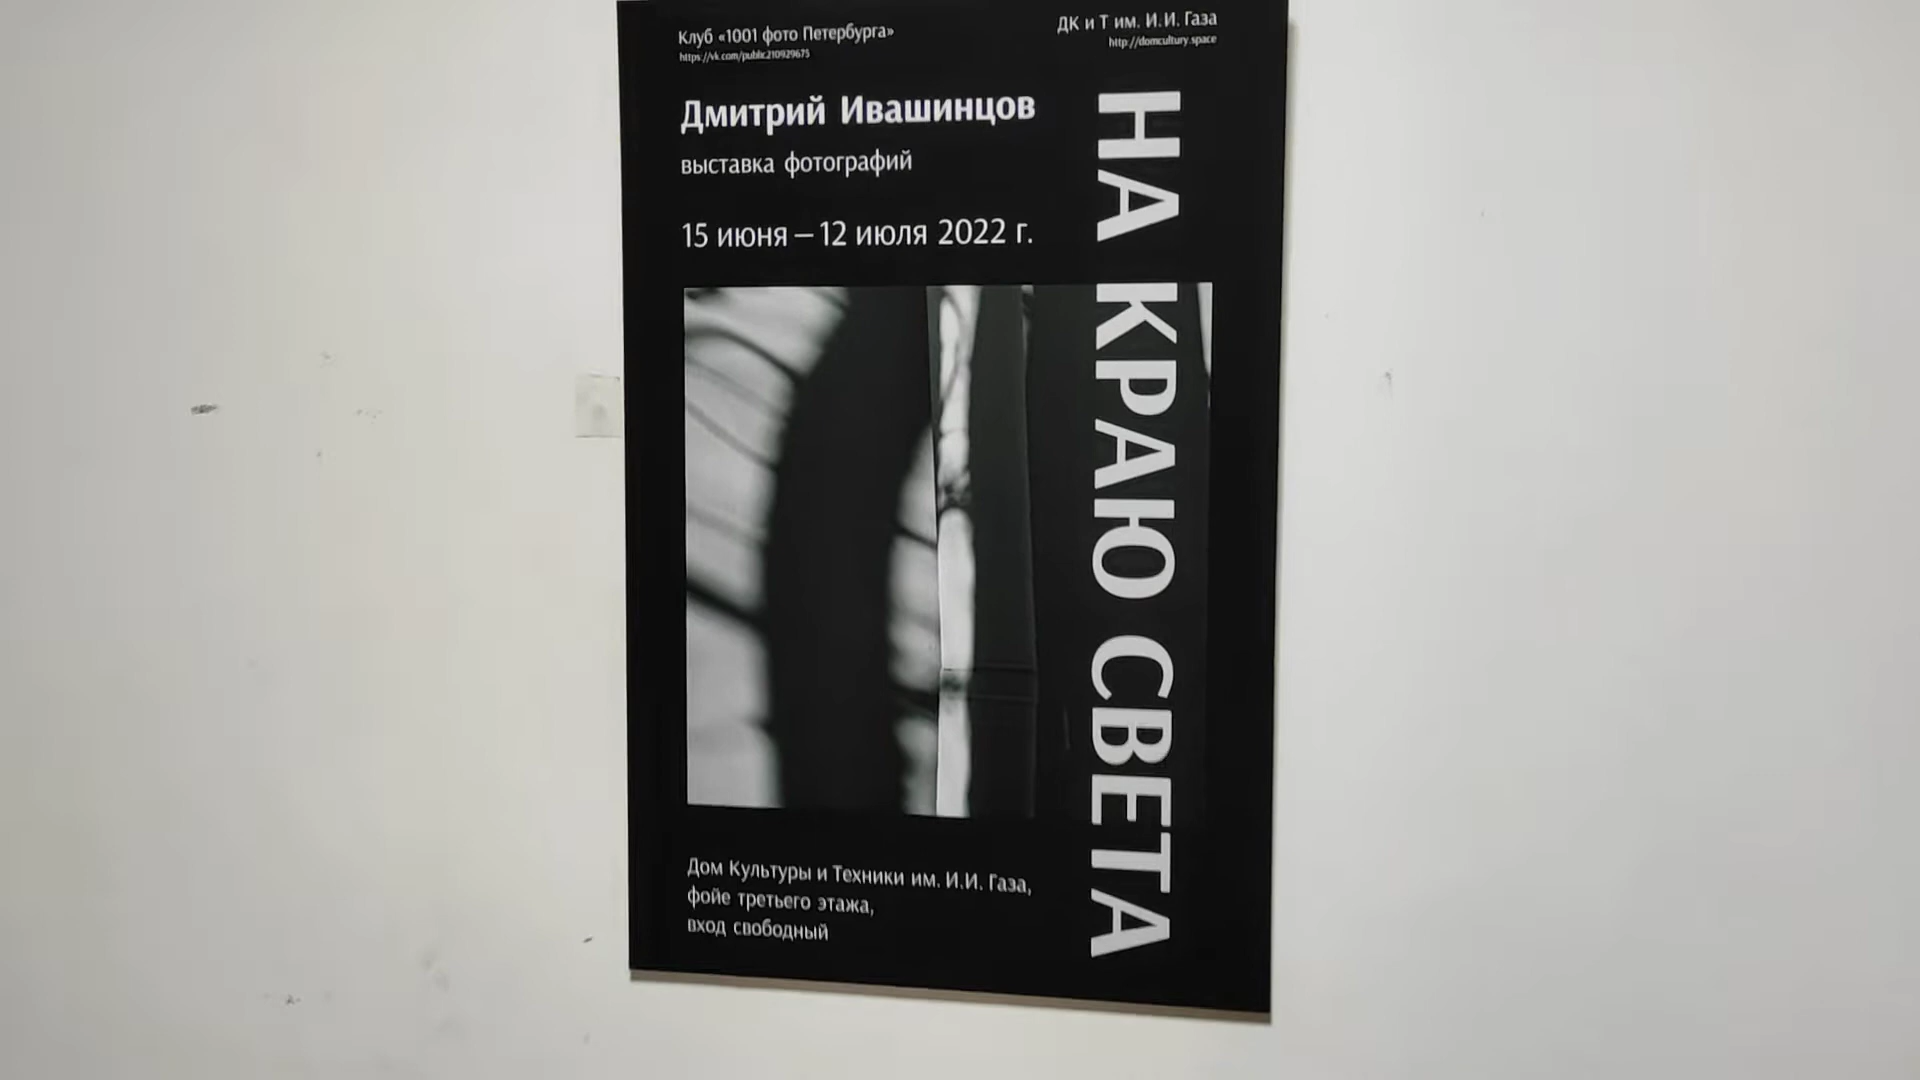 Клуб «1001 фото Петербурга»
https://vk.com/public210929675
ДК и Т им. И.И. Газа
http://domcultury.space
Дмитрий Ивашинцов
выставка фотографий
15 июня – 12 июля 2022 г.
НА КРАЮ СВЕТА
Дом Культуры и Техники им. И.И. Газа,
фойе третьего этажа,
вход свободный